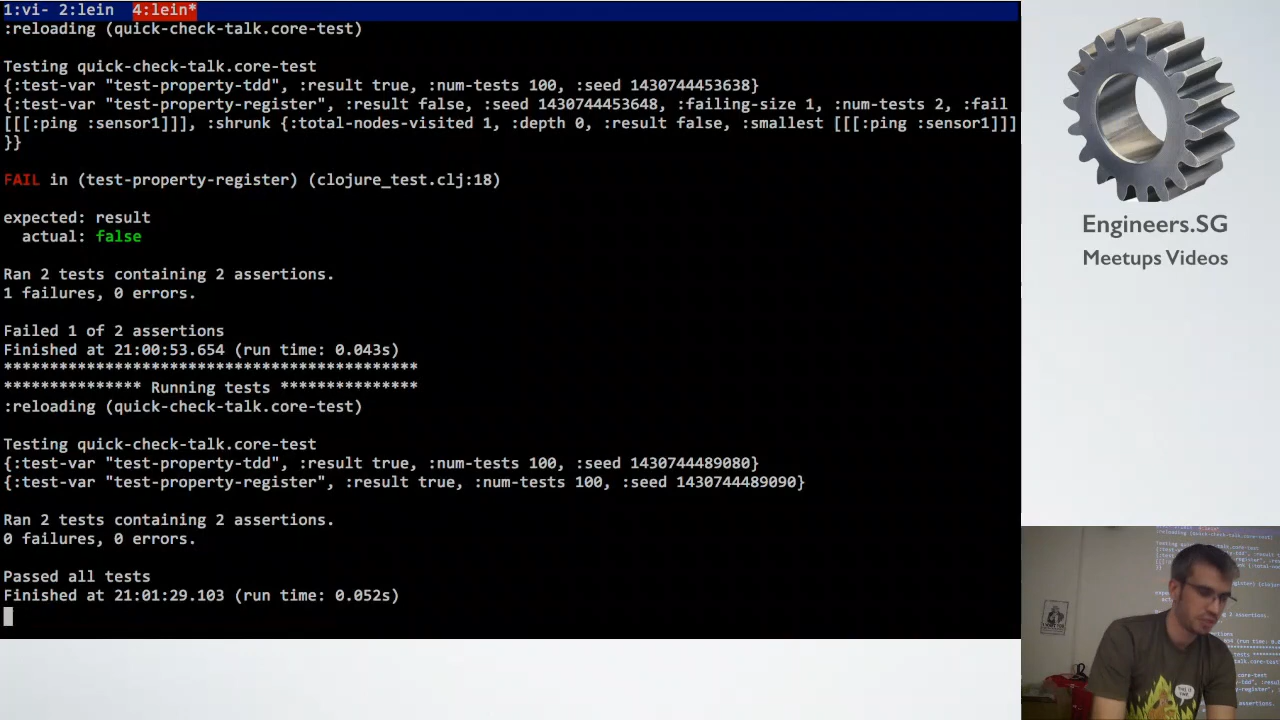 1:vi- 2:lein 4:lein*
:reloading (quick-check-talk.core-test)
Testing quick-check-talk.core-test
{:test-var "test-property-tdd", :result true, :num-tests 100, :seed 1430744453638}
{:test-var "test-property-register", :result false, :seed 1430744453648, :failing-size 1, :num-tests 2, :fail
[[[:ping :sensor1]]], :shrunk {:total-nodes-visited 1, :depth 0, :result false, :smallest [[[:ping :sensor1]]]
}}
FAIL in (test-property-register) (clojure_test.clj:18)
expected: result
actual: false
Ran 2 tests containing 2 assertions.
1 failures, 0 errors.
Failed 1 of 2 assertions
Finished at 21:00:53.654 (run time: 0.043s)
*********************************************
*************** Running tests ***************
:reloading (quick-check-talk.core-test)
Testing quick-check-talk.core-test
{:test-var "test-property-tdd", :result true, :num-tests 100, :seed 1430744489080}
{:test-var "test-property-register", :result true, :num-tests 100, :seed 1430744489090}
Ran 2 tests containing 2 assertions.
0 failures, 0 errors.
Passed all tests
Finished at 21:01:29.103 (run time: 0.052s)
Engineers.SG
Meetups Videos